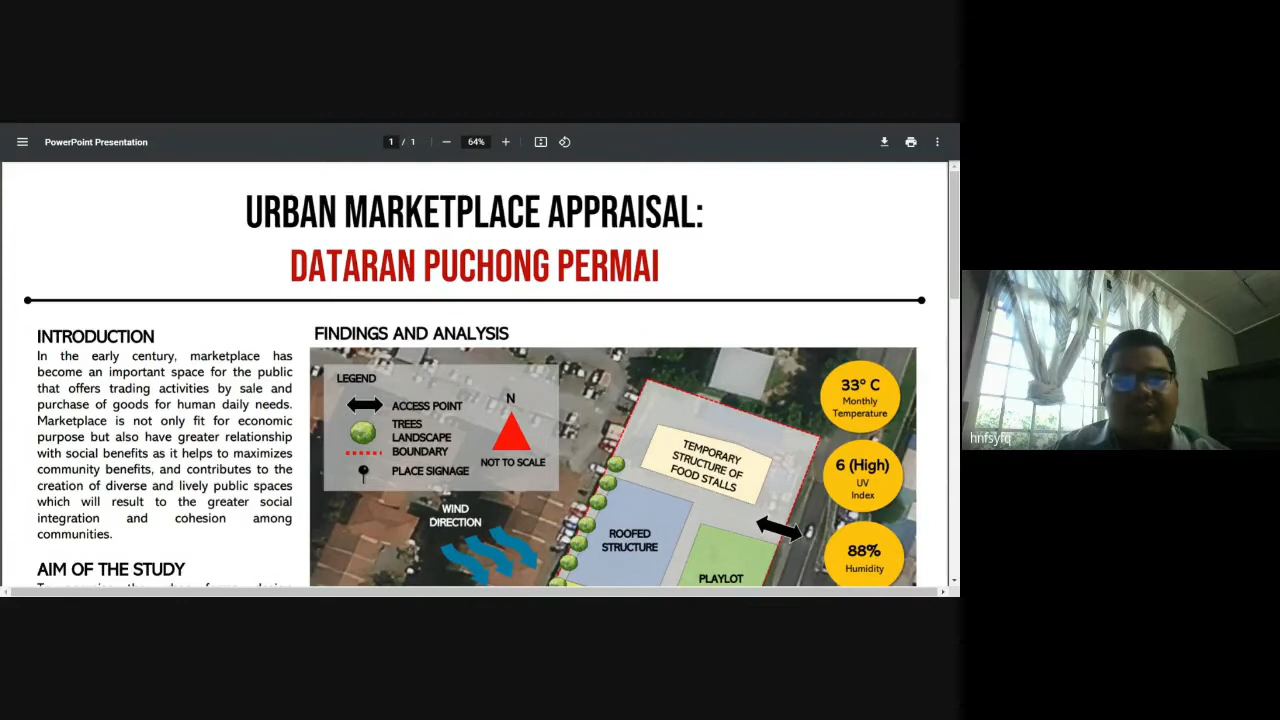 PowerPoint Presentation
1 / 1
64%
URBAN MARKETPLACE APPRAISAL:
DATARAN PUCHONG PERMAI
INTRODUCTION
In the early century, marketplace has
become an important space for the public
that offers trading activities by sale and
purchase of goods for human daily needs.
Marketplace is not only fit for economic
purpose but also have greater relationship
with social benefits as it helps to maximizes
community benefits, and contributes to the
creation of diverse and lively public spaces
which will result to the greater social
integration and cohesion among
communities.
AIM OF THE STUDY
FINDINGS AND ANALYSIS
LEGEND
ACCESS POINT
TREES
LANDSCAPE
BOUNDARY
PLACE SIGNAGE
N
NOT TO SCALE
WIND
DIRECTION
TEMPORARY
STRUCTURE OF
FOOD STALLS
ROOFED
STRUCTURE
PLAYLOT
33° C
Monthly
Temperature
6 (High)
UV
Index
88%
Humidity
hnfsyfq